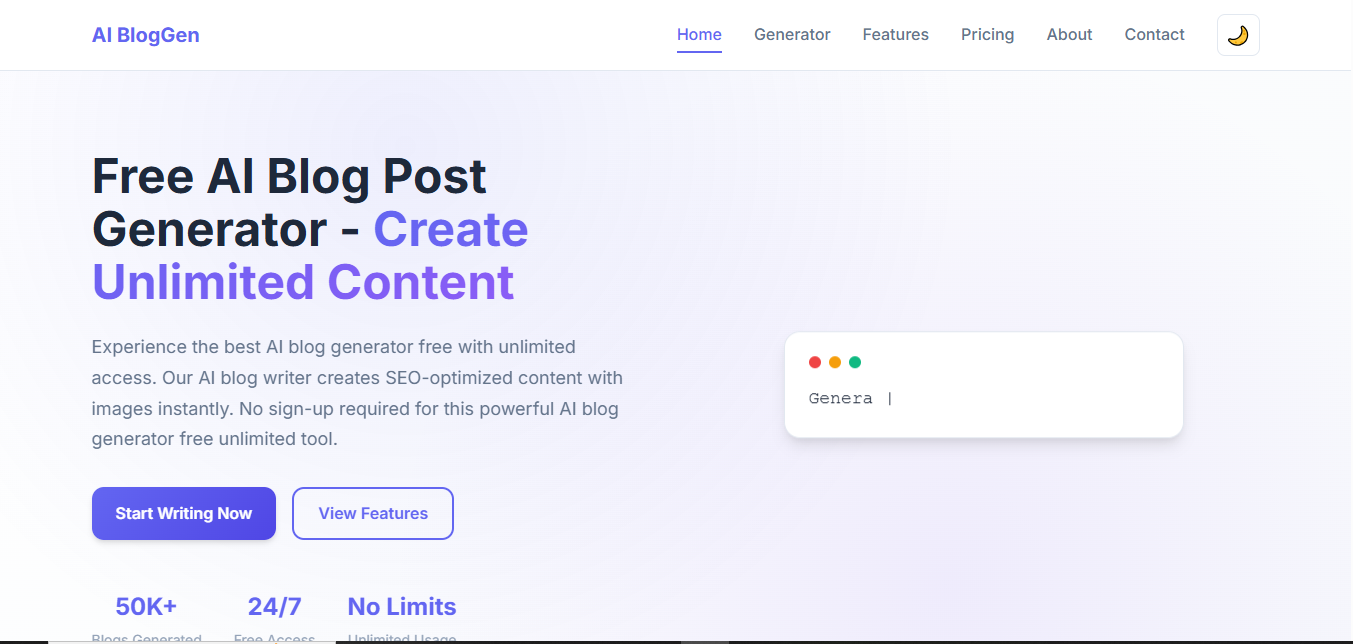 AI BlogGen
Home Generator Features Pricing About Contact
Free AI Blog Post
Generator - Create
Unlimited Content
Experience the best AI blog generator free with unlimited
access. Our AI blog writer creates SEO-optimized content with
images instantly. No sign-up required for this powerful AI blog
generator free unlimited tool.
Genera |
Start Writing Now View Features
50K+ 24/7 No Limits
Blogs Generated Free Access Unlimited Usage